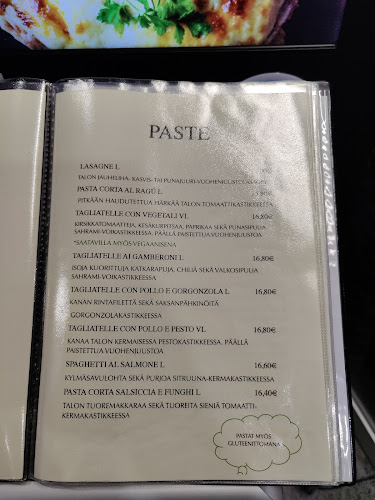 PASTE
LASAGNE L
TALON JAUHELIHA- KASVIS- TAI PUNAJUURI-VUOHENJUUSTOLASAGNE
PASTA CORTA AL RAGÚ L
PITKÄÄN HAUDUTETTUA HÄRKÄÄ TALON TOMAATTIKASTIKKEESSA
TAGLIATELLE CON VEGETALI VL 16,80€
KIRSIKKATOMAATTEJA, KESÄKURPITSAA, PAPRIKAA SEKÄ PUNASIPULIA
SAHRAMI-VOIKASTIKKEESSA. PÄÄLLÄ PAISTETTUA VUOHENJUUSTOA.
*SAATAVILLA MYÖS VEGAANISENA
TAGLIATELLE AI GAMBERONI L 16,80€
ISOJA KUORITTUJA KATKARAPUJA, CHILIÄ SEKÄ VALKOSIPULIA
SAHRAMI-VOIKASTIKKEESSA.
TAGLIATELLE CON POLLO E GORGONZOLA L 16,80€
KANAN RINTAFILETTÄ SEKÄ SAKSANPÄHKINÖITÄ
GORGONZOLAKASTIKKEESSA
TAGLIATELLE CON POLLO E PESTO VL 16,80€
KANAA TALON KERMAISESSA PESTOKASTIKKEESSA. PÄÄLLÄ
PAISTETTUA VUOHENJUUSTOA
SPAGHETTI AL SALMONE L 16,60€
KYLMÄSAVULOHTA SEKÄ PURJOA SITRUUNA-KERMAKASTIKKEESSA
PASTA CORTA SALSICCIA E FUNGHI L 16,40€
TALON TUOREMAKKARAA SEKÄ TUOREITA SIENIÄ TOMAATTI-
KERMAKASTIKKEESSA
PASTAT MYÖS
GLUTEENITTOMANA